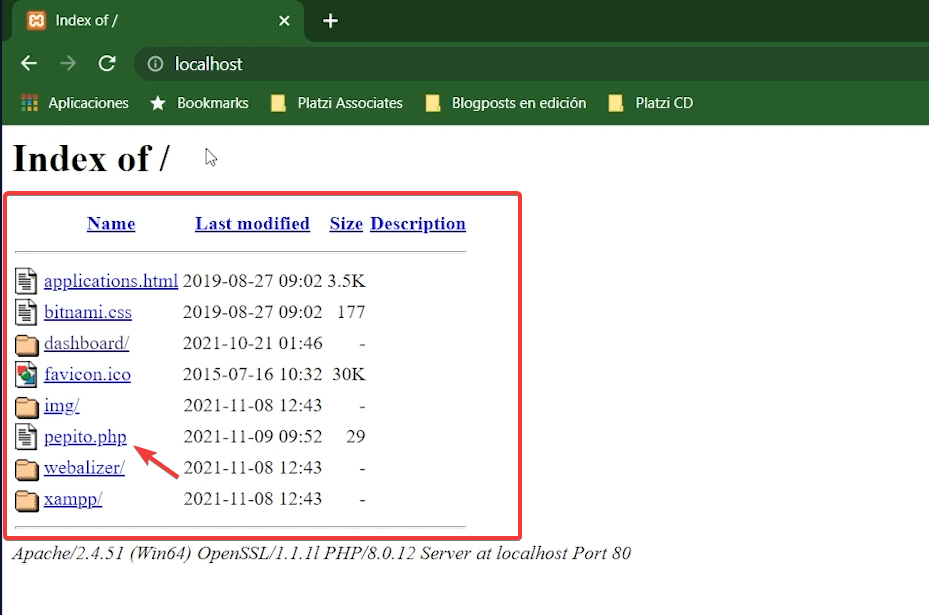 Index of /
localhost
Aplicaciones Bookmarks Platzi Associates Blogposts en edición Platzi CD
Index of /
Name Last modified Size Description
applications.html 2019-08-27 09:02 3.5K
bitnami.css 2019-08-27 09:02 177
dashboard/ 2021-10-21 01:46 -
favicon.ico 2015-07-16 10:32 30K
img/ 2021-11-08 12:43 -
pepito.php 2021-11-09 09:52 29
webalizer/ 2021-11-08 12:43 -
xampp/ 2021-11-08 12:43 -
Apache/2.4.51 (Win64) OpenSSL/1.1.1l PHP/8.0.12 Server at localhost Port 80